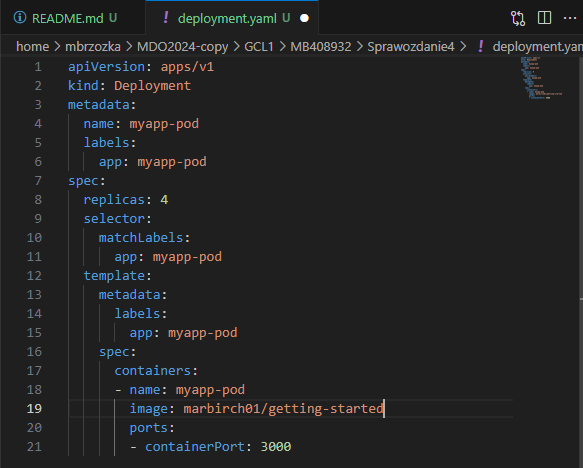 README.md U deployment.yaml U
home > mbrzozka > MDO2024-copy > GCL1 > MB408932 > Sprawozdanie4 > ! deployment.yam
1 apiVersion: apps/v1
2 kind: Deployment
3 metadata:
4   name: myapp-pod
5   labels:
6     app: myapp-pod
7 spec:
8   replicas: 4
9   selector:
10     matchLabels:
11       app: myapp-pod
12   template:
13     metadata:
14       labels:
15         app: myapp-pod
16     spec:
17       containers:
18       - name: myapp-pod
19         image: marbirch01/getting-started
20         ports:
21         - containerPort: 3000